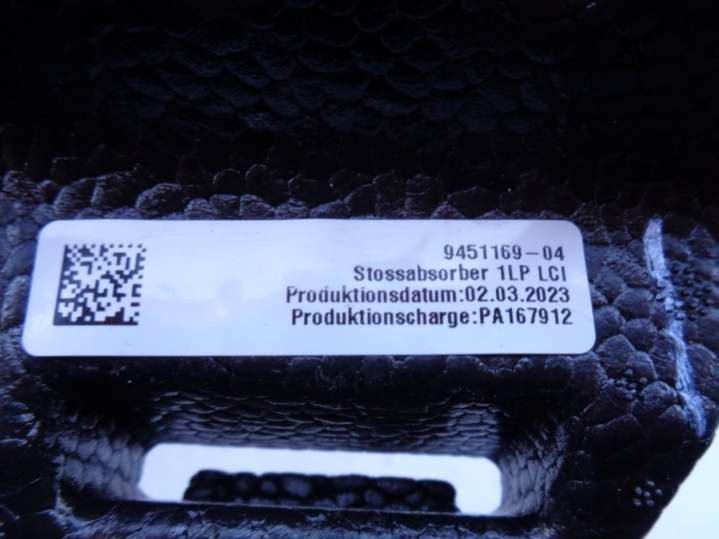 9451169-04
Stossabsorber 1LP LCI
Produktionsdatum:02.03.2023
Produktionscharge:PA167912